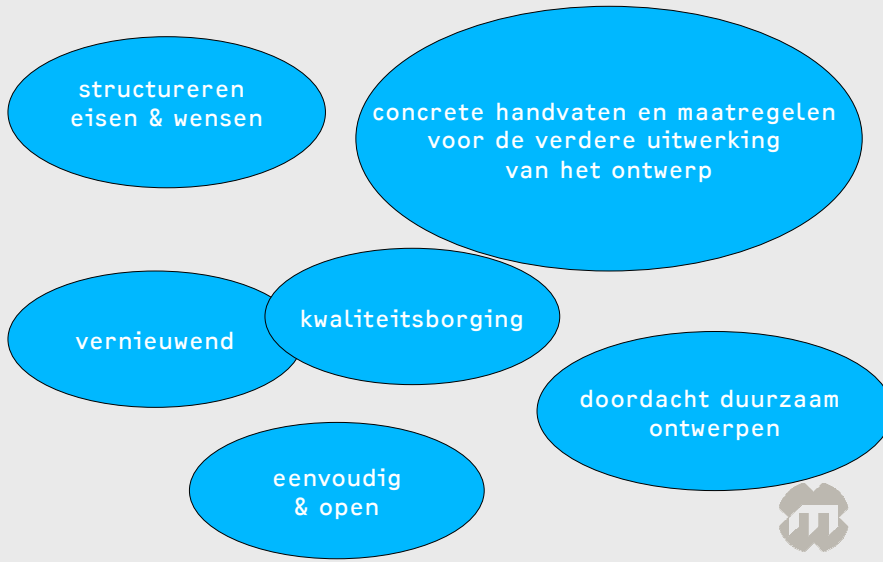 structureren
eisen & wensen
concrete handvaten en maatregelen
voor de verdere uitwerking
van het ontwerp
vernieuwend
kwaliteitsborging
doordacht duurzaam
ontwerpen
eenvoudig
& open